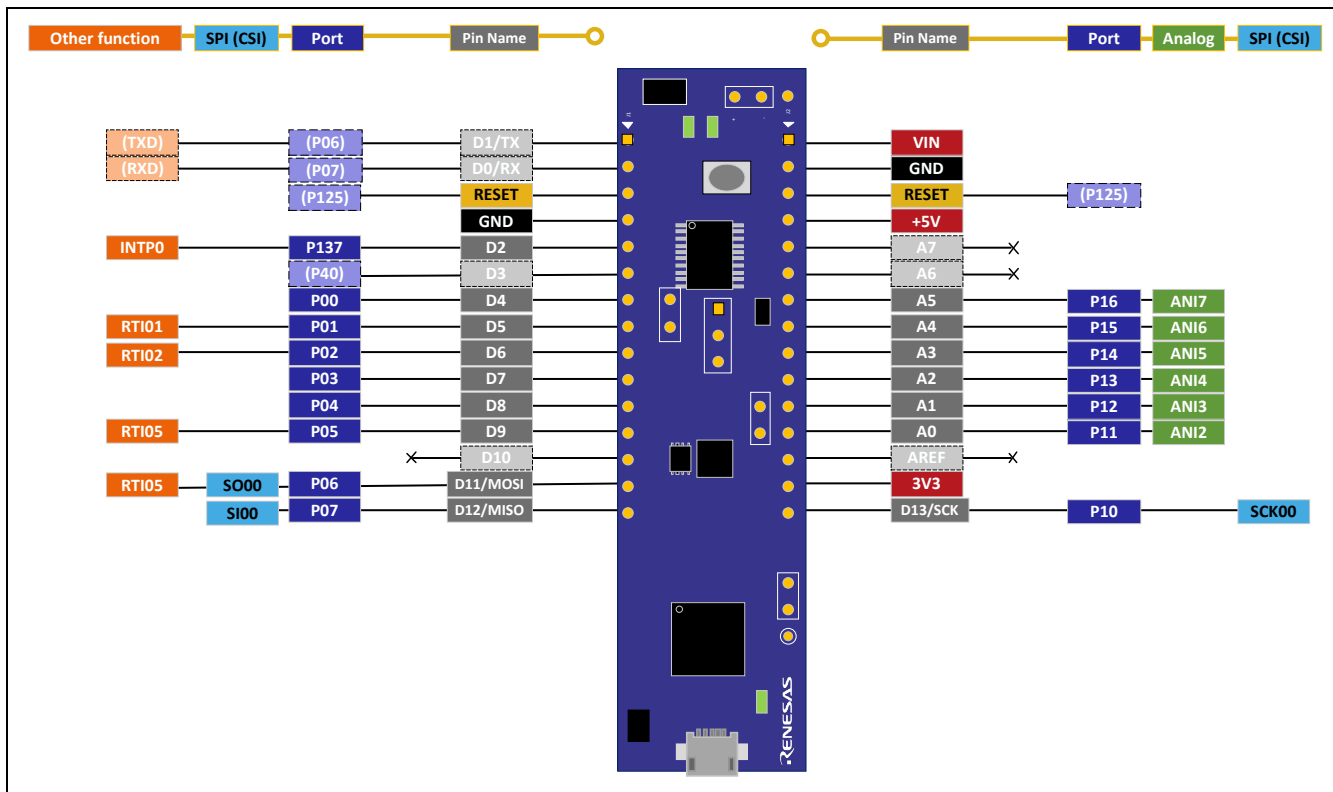 Other function SPI (CSI) Port Pin Name Pin Name Port Analog SPI (CSI)
J1 J2
(TXD) (P06) D1/TX VIN
(RXD) (P07) D0/RX GND
(P125) RESET RESET (P125)
GND +5V
INTP0 P137 D2 A7
(P40) D3 A6
P00 D4 A5 P16 ANI7
RTI01 P01 D5 A4 P15 ANI6
RTI02 P02 D6 A3 P14 ANI5
P03 D7 A2 P13 ANI4
P04 D8 A1 P12 ANI3
RTI05 P05 D9 A0 P11 ANI2
D10 AREF
RTI05 SO00 P06 D11/MOSI 3V3
SI00 P07 D12/MISO D13/SCK P10 SCK00
RENESAS